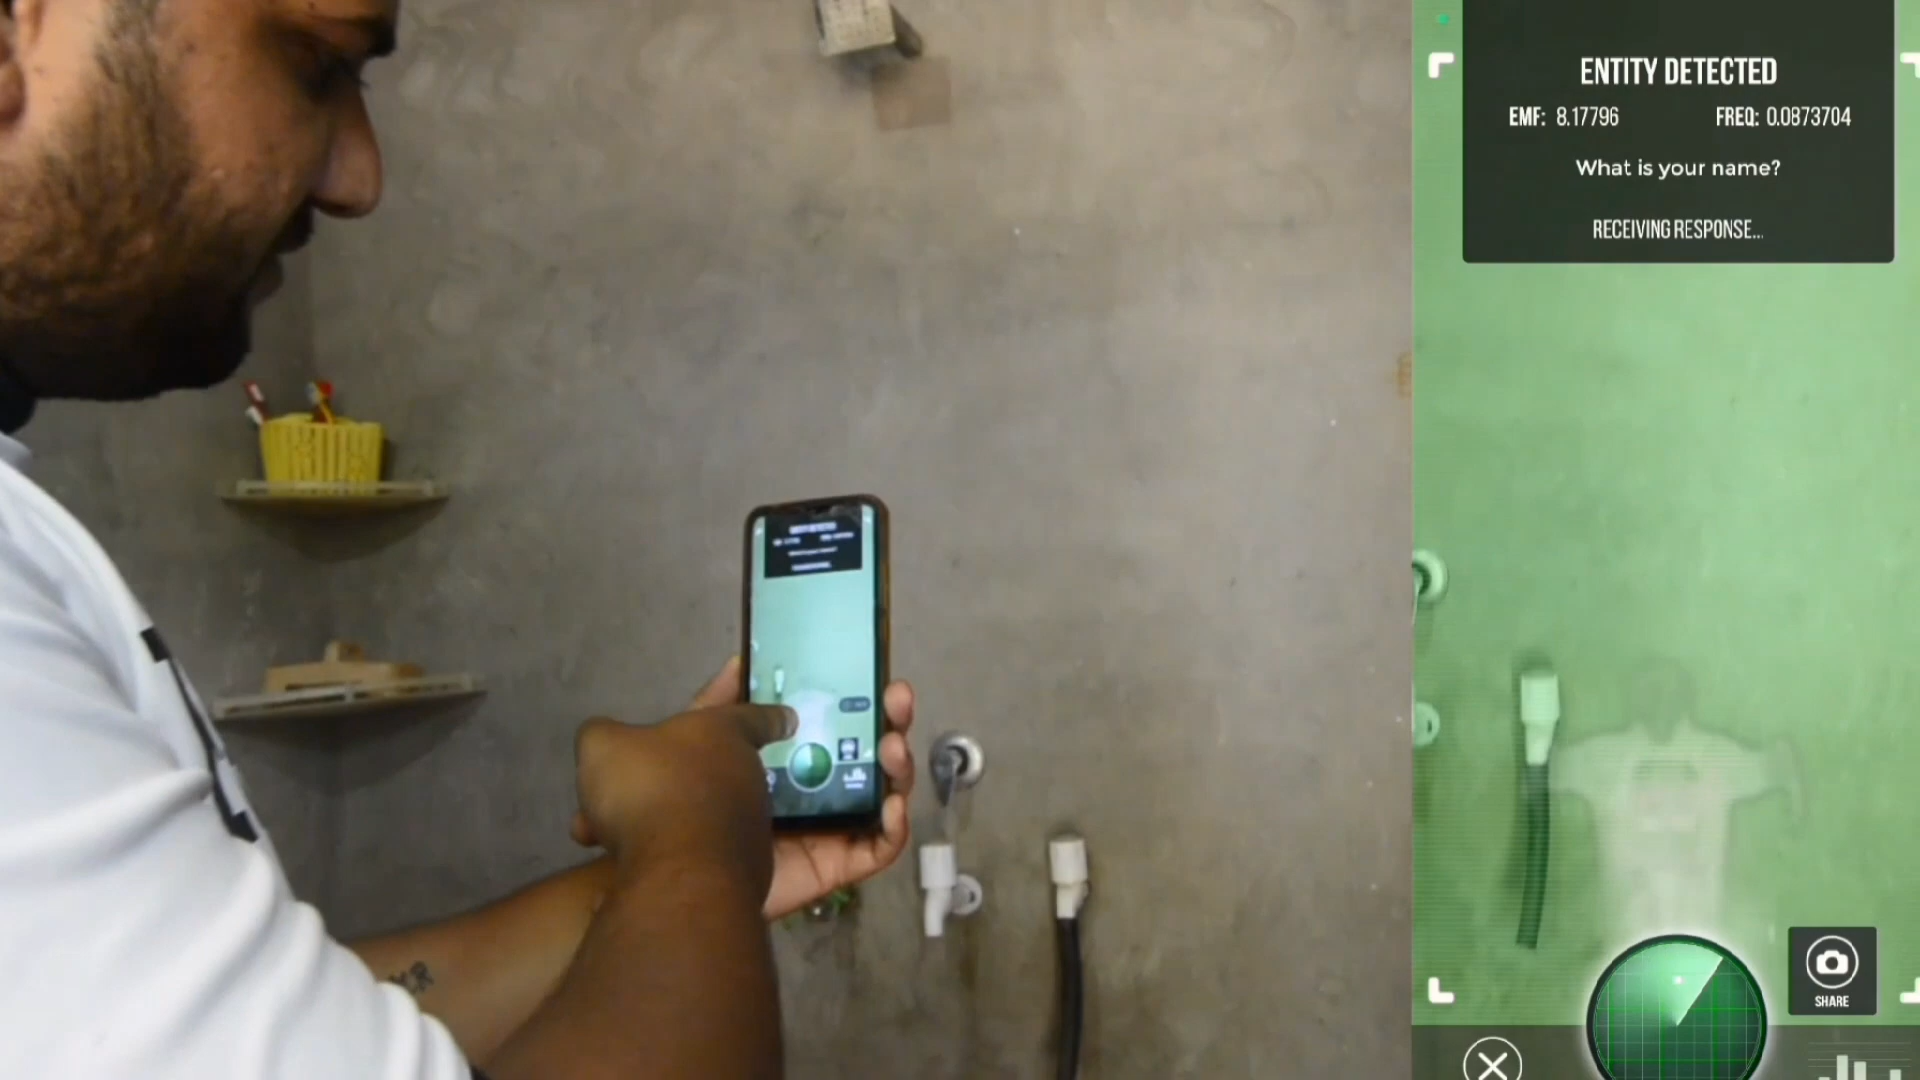 ENTITY DETECTED
EMF: 8.17796 FREQ: 0.0873704
What is your name?
RECEIVING RESPONSE...
SHARE